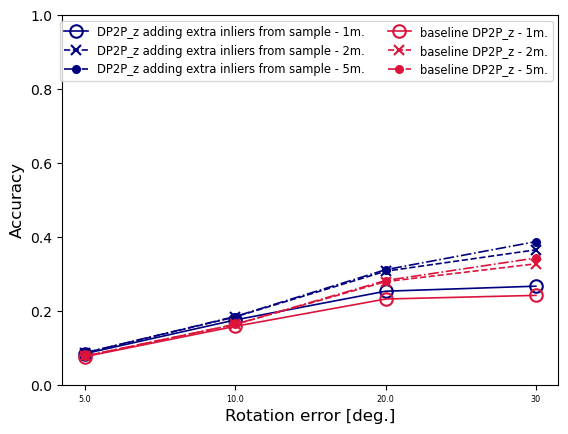 DP2P_z adding extra inliers from sample - 1m.
DP2P_z adding extra inliers from sample - 2m.
DP2P_z adding extra inliers from sample - 5m.
baseline DP2P_z - 1m.
baseline DP2P_z - 2m.
baseline DP2P_z - 5m.
Accuracy
1.0
0.8
0.6
0.4
0.2
0.0
5.0 10.0 20.0 30
Rotation error [deg.]